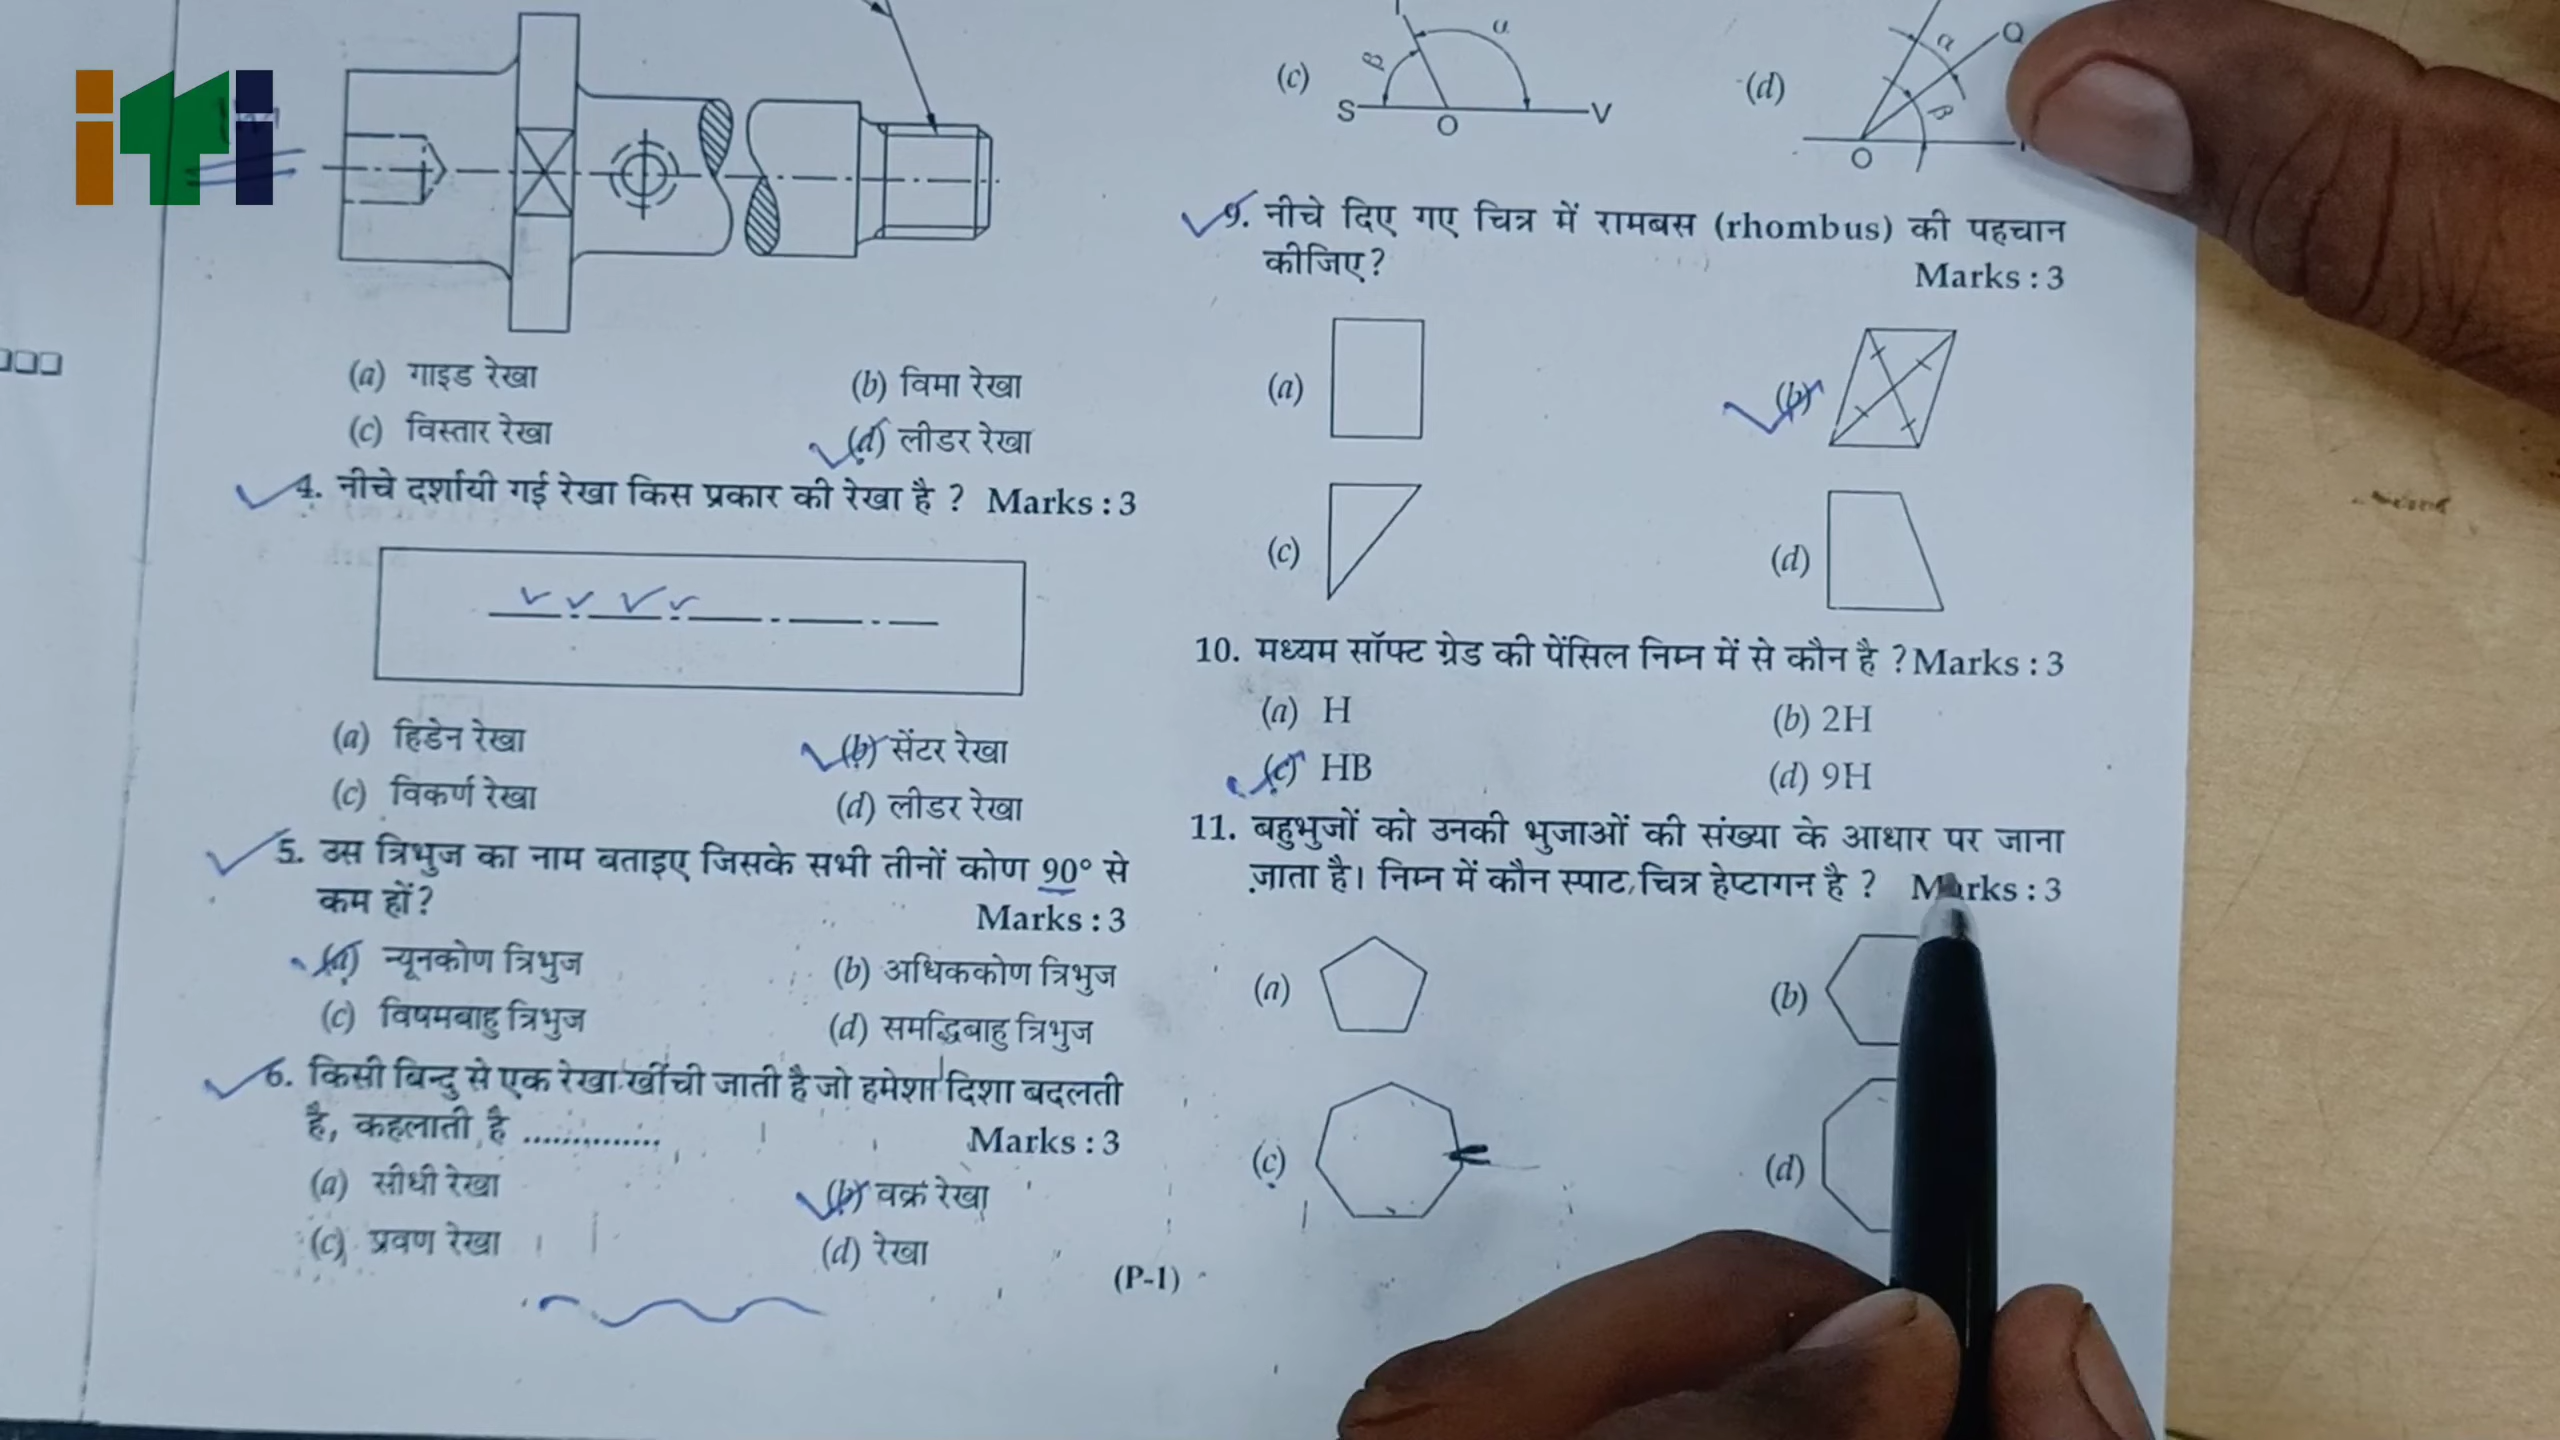 iTi
(a) गाइड रेखा
(b) विमा रेखा
(c) विस्तार रेखा
(d) लीडर रेखा
4. नीचे दर्शायी गई रेखा किस प्रकार की रेखा है ? Marks : 3
(a) हिडेन रेखा
(b) सेंटर रेखा
(c) विकर्ण रेखा
(d) लीडर रेखा
5. उस त्रिभुज का नाम बताइए जिसके सभी तीनों कोण 90° से
कम हों?
Marks : 3
(a) न्यूनकोण त्रिभुज
(b) अधिककोण त्रिभुज
(c) विषमबाहु त्रिभुज
(d) समद्धिबाहु त्रिभुज
6. किसी बिन्दु से एक रेखा खींची जाती है जो हमेशा दिशा बदलती
है, कहलाती है ..............
Marks : 3
(a) सीधी रेखा
(b) वक्र रेखा
(c) प्रवण रेखा
(d) रेखा
(P-1)
(c)
S
O
V
α
β
(d)
O
Q
α
β
9. नीचे दिए गए चित्र में रामबस (rhombus) की पहचान
कीजिए?
Marks : 3
(a)
(b)
(c)
(d)
10. मध्यम सॉफ्ट ग्रेड की पेंसिल निम्न में से कौन है ? Marks : 3
(a) H
(b) 2H
(c) HB
(d) 9H
11. बहुभुजों को उनकी भुजाओं की संख्या के आधार पर जाना
जाता है। निम्न में कौन स्पाट चित्र हेप्टागन है ? Marks : 3
(a)
(b)
(c)
(d)